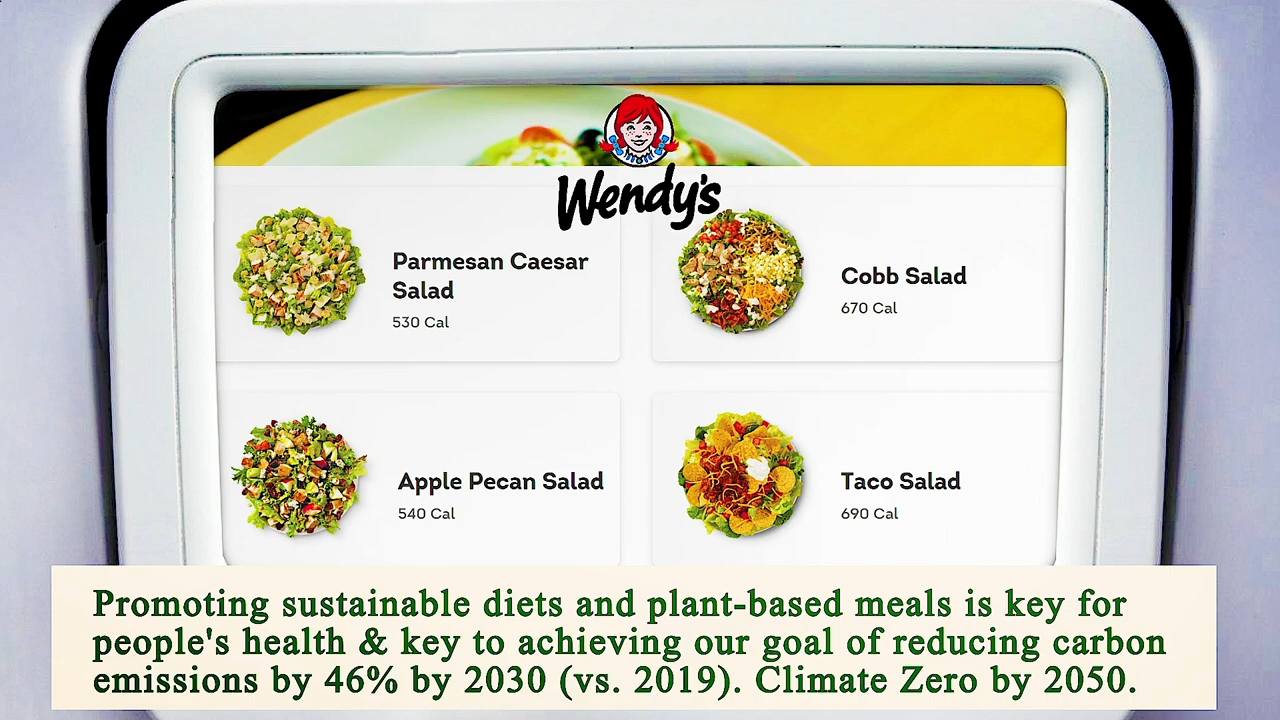 Wendy's
Parmesan Caesar
Salad
530 Cal
Cobb Salad
670 Cal
Apple Pecan Salad
540 Cal
Taco Salad
690 Cal
Promoting sustainable diets and plant-based meals is key for
people's health & key to achieving our goal of reducing carbon
emissions by 46% by 2030 (vs. 2019). Climate Zero by 2050.